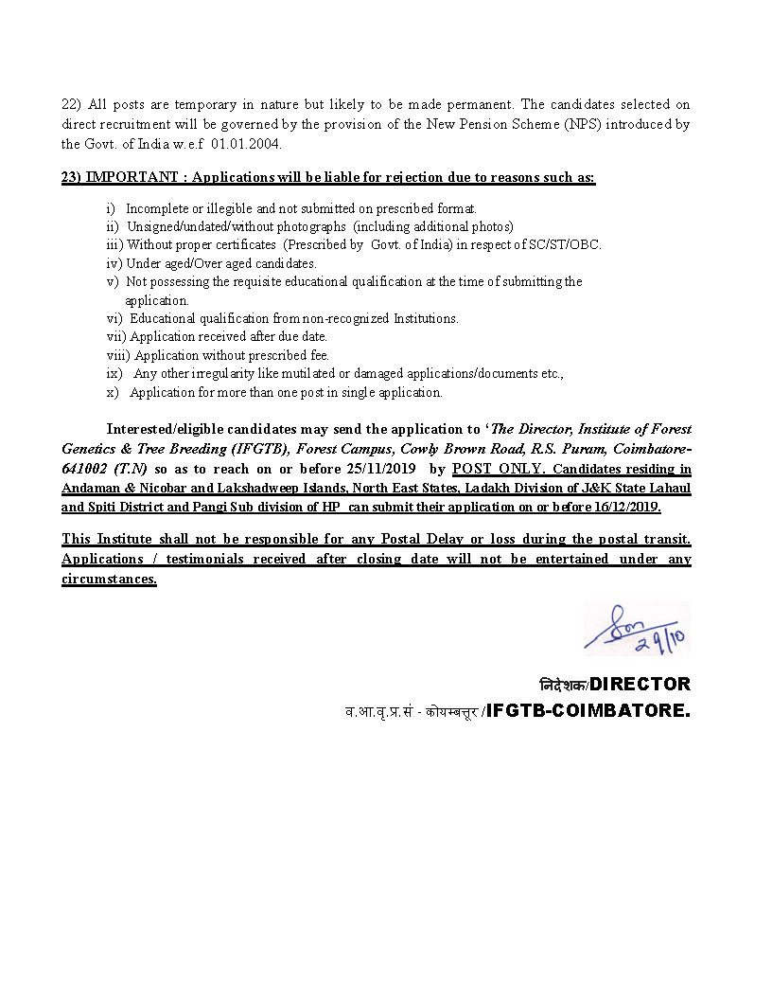 22) All posts are temporary in nature but likely to be made permanent. The candidates selected on
direct recruitment will be governed by the provision of the New Pension Scheme (NPS) introduced by
the Govt. of India w.e.f 01.01.2004.
23) IMPORTANT : Applications will be liable for rejection due to reasons such as:
i) Incomplete or illegible and not submitted on prescribed format.
ii) Unsigned/undated/without photographs (including additional photos)
iii) Without proper certificates (Prescribed by Govt. of India) in respect of SC/ST/OBC.
iv) Under aged/Over aged candidates.
v) Not possessing the requisite educational qualification at the time of submitting the
application.
vi) Educational qualification from non-recognized Institutions.
vii) Application received after due date.
viii) Application without prescribed fee.
ix) Any other irregularity like mutilated or damaged applications/documents etc.,
x) Application for more than one post in single application.
Interested/eligible candidates may send the application to ‘The Director, Institute of Forest
Genetics & Tree Breeding (IFGTB), Forest Campus, Cowly Brown Road, R.S. Puram, Coimbatore-
641002 (T.N) so as to reach on or before 25/11/2019 by POST ONLY. Candidates residing in
Andaman & Nicobar and Lakshadweep Islands, North East States, Ladakh Division of J&K State Lahaul
and Spiti District and Pangi Sub division of HP can submit their application on or before 16/12/2019.
This Institute shall not be responsible for any Postal Delay or loss during the postal transit.
Applications / testimonials received after closing date will not be entertained under any
circumstances.
29/10
निदेशक/DIRECTOR
व.आ.वृ.प्र.सं - कोयम्बत्तूर /IFGTB-COIMBATORE.